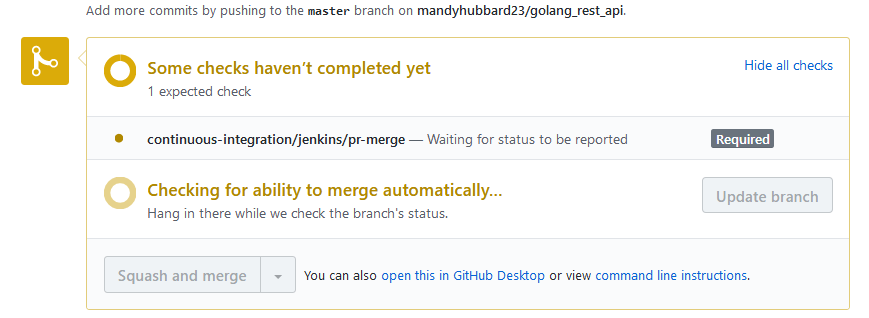 Add more commits by pushing to the master branch on mandyhubbard23/golang_rest_api.
Some checks haven't completed yet
Hide all checks
1 expected check
continuous-integration/jenkins/pr-merge — Waiting for status to be reported
Required
Checking for ability to merge automatically...
Hang in there while we check the branch's status.
Update branch
Squash and merge
You can also open this in GitHub Desktop or view command line instructions.